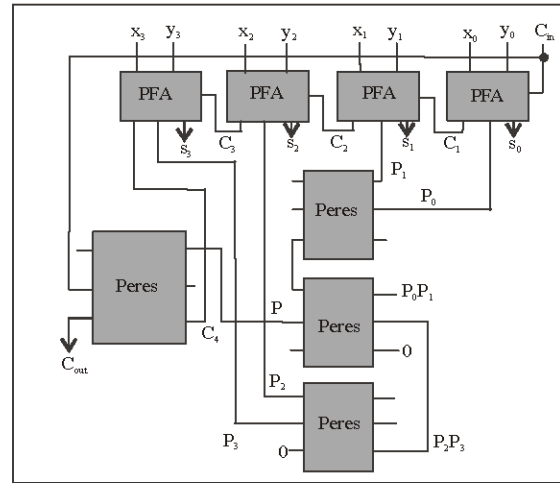 x₃ y₃ x₂ y₂ x₁ y₁ x₀ y₀ Cᵢₙ
PFA PFA PFA PFA
s₃ C₃ s₂ C₂ s₁ C₁ s₀
P₁
Peres P₀
Peres P Peres P₀P₁
C₄ 0
Cₒᵤₜ
P₂ Peres
P₃ 0 P₂P₃